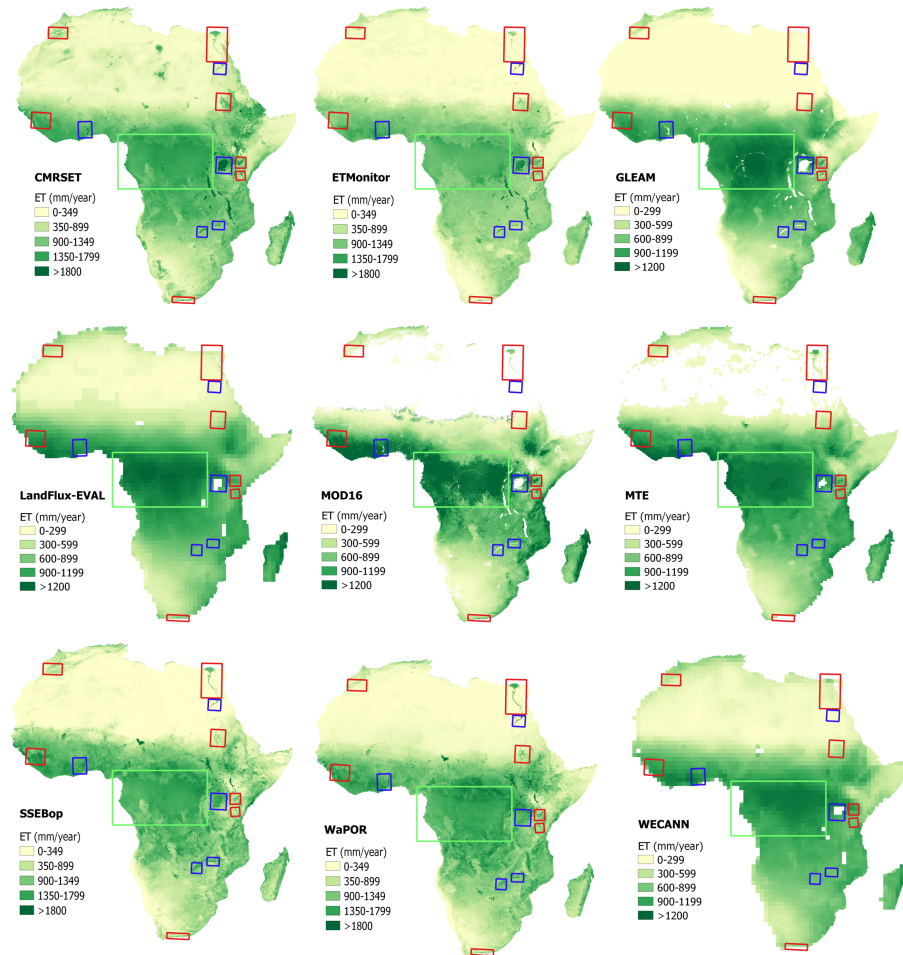 CMRSET
ET (mm/year)
0-349
350-899
900-1349
1350-1799
>1800
ETMonitor
ET (mm/year)
0-349
350-899
900-1349
1350-1799
>1800
GLEAM
ET (mm/year)
0-299
300-599
600-899
900-1199
>1200
LandFlux-EVAL
ET (mm/year)
0-299
300-599
600-899
900-1199
>1200
MOD16
ET (mm/year)
0-299
300-599
600-899
900-1199
>1200
MTE
ET (mm/year)
0-299
300-599
600-899
900-1199
>1200
SSEBop
ET (mm/year)
0-349
350-899
900-1349
1350-1799
>1800
WaPOR
ET (mm/year)
0-349
350-899
900-1349
1350-1799
>1800
WECANN
ET (mm/year)
0-299
300-599
600-899
900-1199
>1200